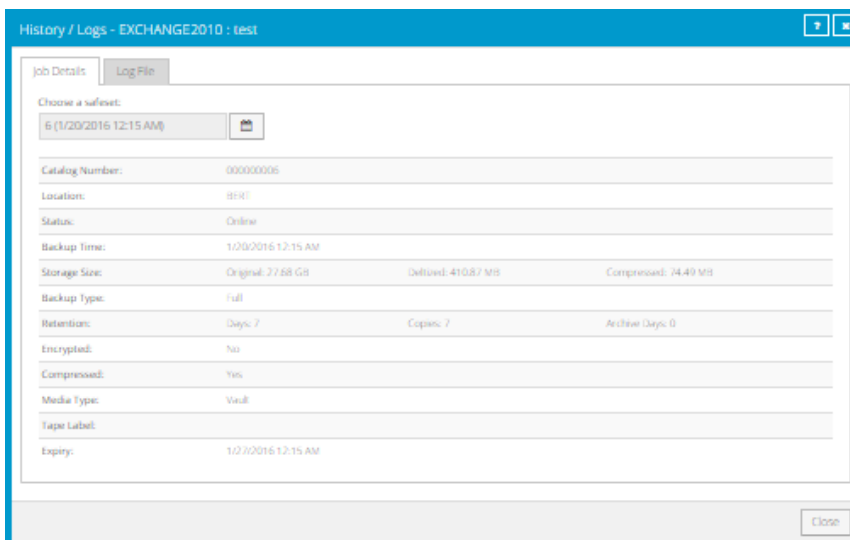 History / Logs - EXCHANGE2010 : test
? ×
Job Details Log File
Choose a safeset:
6 (1/20/2016 12:15 AM)
Catalog Number: 000000006
Location: BERT
Status: Online
Backup Time: 1/20/2016 12:15 AM
Storage Size: Original: 27.68 GB Deltized: 410.87 MB Compressed: 74.49 MB
Backup Type: Full
Retention: Days: 7 Copies: 7 Archive Days: 0
Encrypted: No
Compressed: Yes
Media Type: Vault
Tape Label:
Expiry: 1/27/2016 12:15 AM
Close